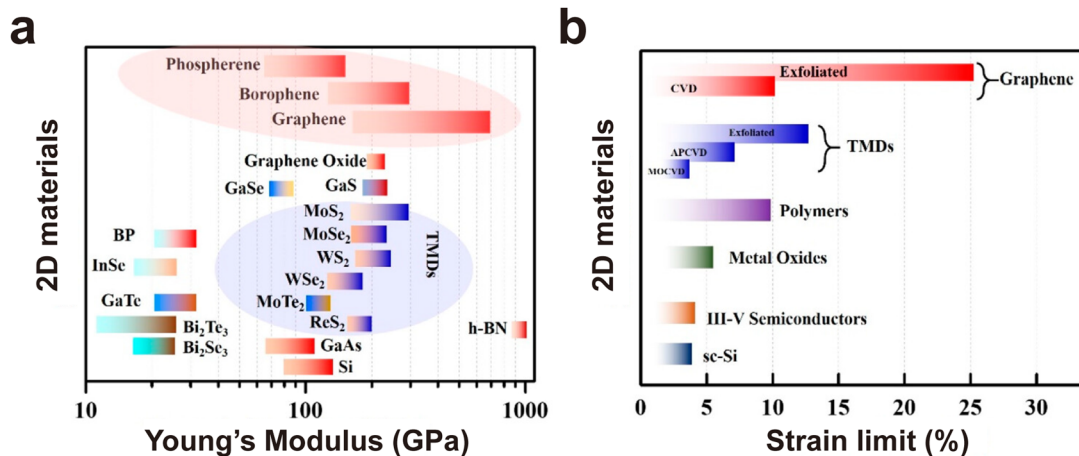 a
2D materials
Phospherene
Borophene
Graphene
Graphene Oxide
GaSe
GaS
MoS2
BP
MoSe2
TMDs
InSe
WS2
WSe2
GaTe
MoTe2
Bi2Te3
ReS2
h-BN
Bi2Se3
GaAs
Si
10
100
1000
Young's Modulus (GPa)
b
2D materials
Exfoliated
Graphene
CVD
Exfoliated
APCVD
TMDs
MOCVD
Polymers
Metal Oxides
III-V Semiconductors
sc-Si
0
5
10
15
20
25
30
Strain limit (%)